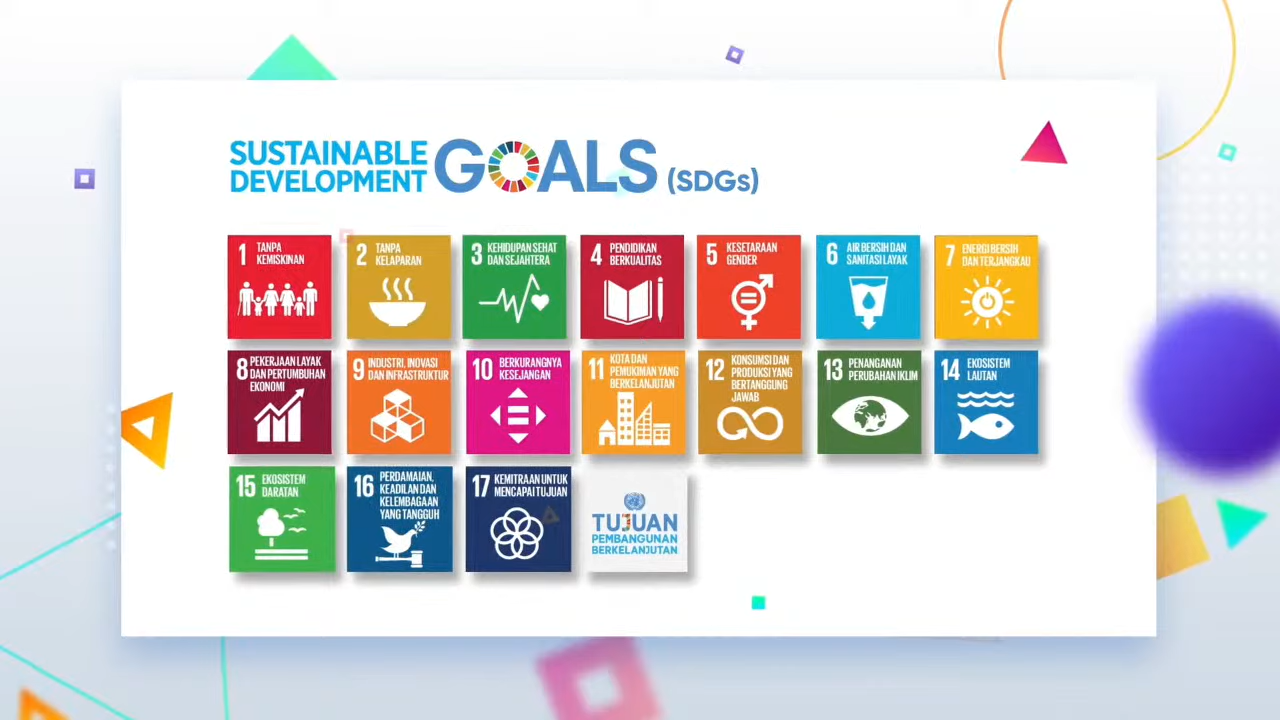 SUSTAINABLE
DEVELOPMENT
GOALS (SDGs)
1 TANPA
KEMISKINAN
2 TANPA
KELAPARAN
3 KEHIDUPAN SEHAT
DAN SEJAHTERA
4 PENDIDIKAN
BERKUALITAS
5 KESETARAAN
GENDER
6 AIR BERSIH DAN
SANITASI LAYAK
7 ENERGI BERSIH
DAN TERJANGKAU
8 PEKERJAAN LAYAK
DAN PERTUMBUHAN
EKONOMI
9 INDUSTRI, INOVASI
DAN INFRASTRUKTUR
10 BERKURANGNYA
KESEJANGAN
11 KOTA DAN
PEMUKIMAN YANG
BERKELANJUTAN
12 KONSUMSI DAN
PRODUKSI YANG
BERTANGGUNG
JAWAB
13 PENANGANAN
PERUBAHAN IKLIM
14 EKOSISTEM
LAUTAN
15 EKOSISTEM
DARATAN
16 PERDAMAIAN,
KEADILAN DAN
KELEMBAGAAN
YANG TANGGUH
17 KEMITRAAN UNTUK
MENCAPAI TUJUAN
TUJUAN
PEMBANGUNAN
BERKELANJUTAN